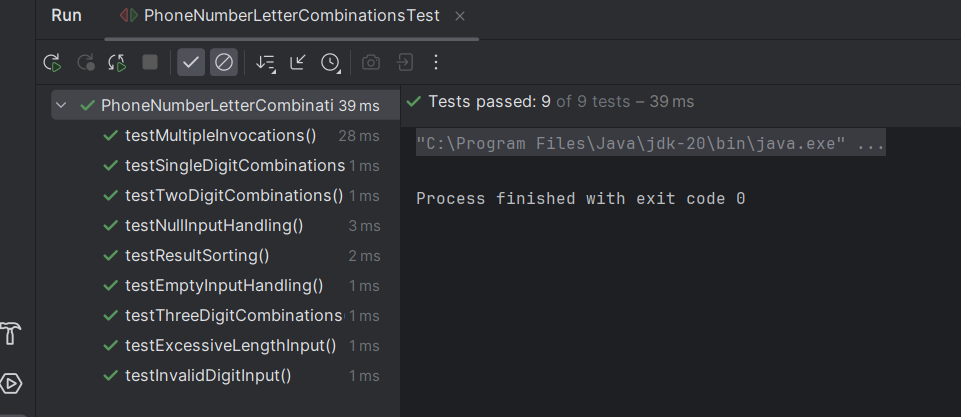 Run PhoneNumberLetterCombinationsTest
PhoneNumberLetterCombinati 39 ms
testMultipleInvocations() 28 ms
testSingleDigitCombinations 1 ms
testTwoDigitCombinations() 1 ms
testNullInputHandling() 3 ms
testResultSorting() 2 ms
testEmptyInputHandling() 1 ms
testThreeDigitCombinations 1 ms
testExcessiveLengthInput() 1 ms
testInvalidDigitInput() 1 ms
Tests passed: 9 of 9 tests – 39 ms
"C:\Program Files\Java\jdk-20\bin\java.exe" ...
Process finished with exit code 0